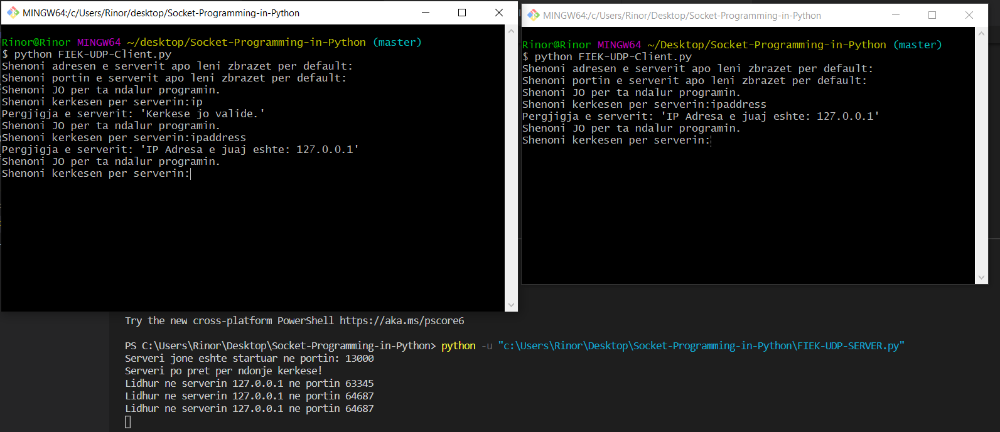 MINGW64:/c/Users/Rinor/desktop/Socket-Programming-in-Python
Rinor@Rinor MINGW64 ~/desktop/Socket-Programming-in-Python (master)
$ python FIEK-UDP-Client.py
Shenoni adresen e serverit apo leni zbrazet per default:
Shenoni portin e serverit apo leni zbrazet per default:
Shenoni JO per ta ndalur programin.
Shenoni kerkesen per serverin:ip
Pergjigja e serverit: 'Kerkese jo valide.'
Shenoni JO per ta ndalur programin.
Shenoni kerkesen per serverin:ipaddress
Pergjigja e serverit: 'IP Adresa e juaj eshte: 127.0.0.1'
Shenoni JO per ta ndalur programin.
Shenoni kerkesen per serverin:
MINGW64:/c/Users/Rinor/Desktop/Socket-Programming-in-Python
Rinor@Rinor MINGW64 ~/Desktop/Socket-Programming-in-Python (master)
$ python FIEK-UDP-Client.py
Shenoni adresen e serverit apo leni zbrazet per default:
Shenoni portin e serverit apo leni zbrazet per default:
Shenoni JO per ta ndalur programin.
Shenoni kerkesen per serverin:ipaddress
Pergjigja e serverit: 'IP Adresa e juaj eshte: 127.0.0.1'
Shenoni JO per ta ndalur programin.
Shenoni kerkesen per serverin:
Try the new cross-platform PowerShell https://aka.ms/pscore6
PS C:\Users\Rinor\Desktop\Socket-Programming-in-Python> python -u "c:\Users\Rinor\Desktop\Socket-Programming-in-Python\FIEK-UDP-SERVER.py"
Serveri jone eshte startuar ne portin: 13000
Serveri po pret per ndonje kerkese!
Lidhur ne serverin 127.0.0.1 ne portin 63345
Lidhur ne serverin 127.0.0.1 ne portin 64687
Lidhur ne serverin 127.0.0.1 ne portin 64687